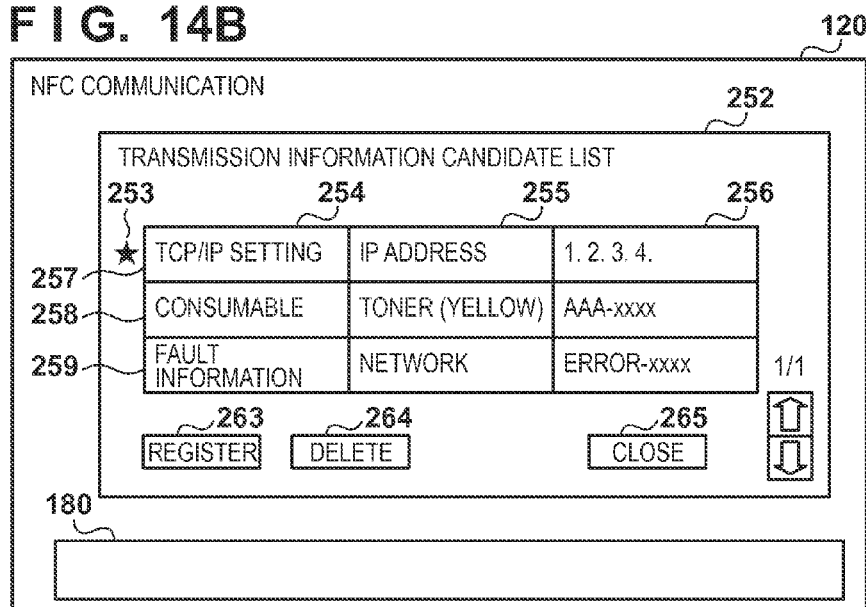 FIG. 14B
120
NFC COMMUNICATION
252
TRANSMISSION INFORMATION CANDIDATE LIST
253 254 255 256
★ TCP/IP SETTING IP ADDRESS 1. 2. 3. 4.
257
258 CONSUMABLE TONER (YELLOW) AAA-xxxx
259 FAULT INFORMATION NETWORK ERROR-xxxx
1/1
263 264 265
REGISTER DELETE CLOSE
180